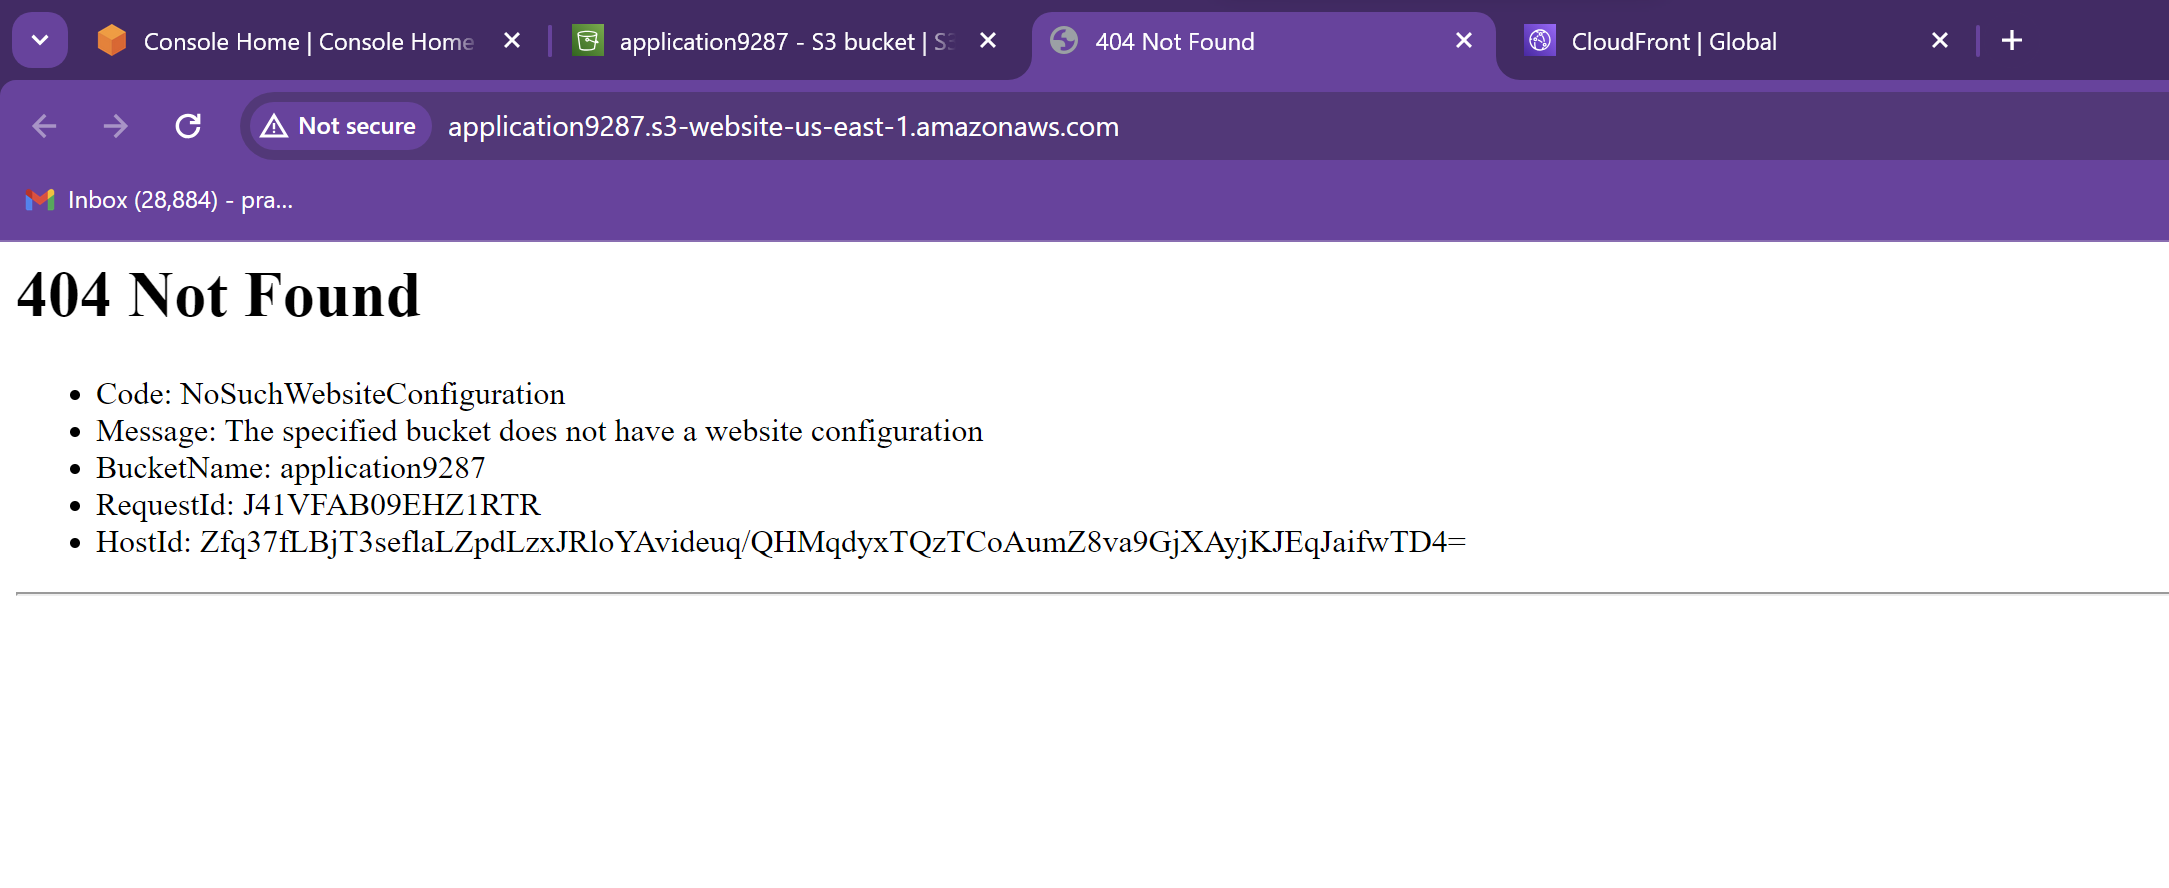 Console Home | Console Home
application9287 - S3 bucket | S3
404 Not Found
CloudFront | Global
Not secure
application9287.s3-website-us-east-1.amazonaws.com
Inbox (28,884) - pra...
404 Not Found
Code: NoSuchWebsiteConfiguration
Message: The specified bucket does not have a website configuration
BucketName: application9287
RequestId: J41VFAB09EHZ1RTR
HostId: Zfq37fLBjT3seflaLZpdLzxJRloYAvideuq/QHMqdyxTQzTCoAumZ8va9GjXAyjKJEqJaifwTD4=